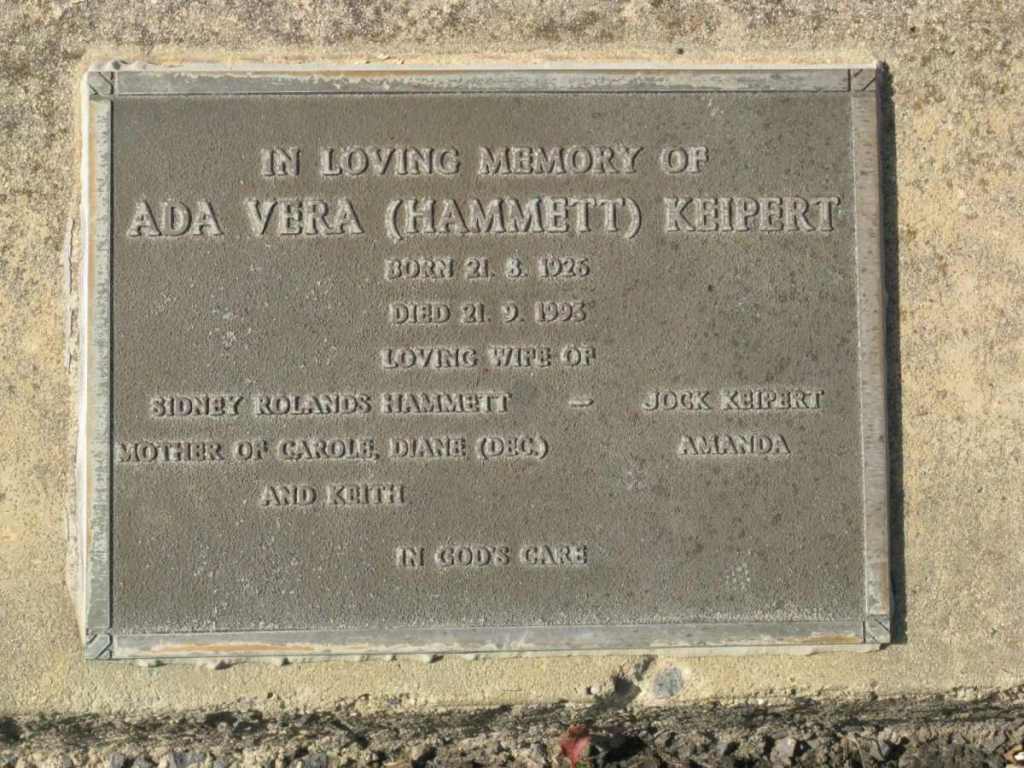 IN LOVING MEMORY OF
ADA VERA (HAMMETT) KEIPERT
BORN 21. 8. 1926
DIED 21. 9. 1993
LOVING WIFE OF
SIDNEY ROLANDS HAMMETT — JOCK KEIPERT
MOTHER OF CAROLE, DIANE (DEC.) AMANDA
AND KEITH
IN GOD'S CARE